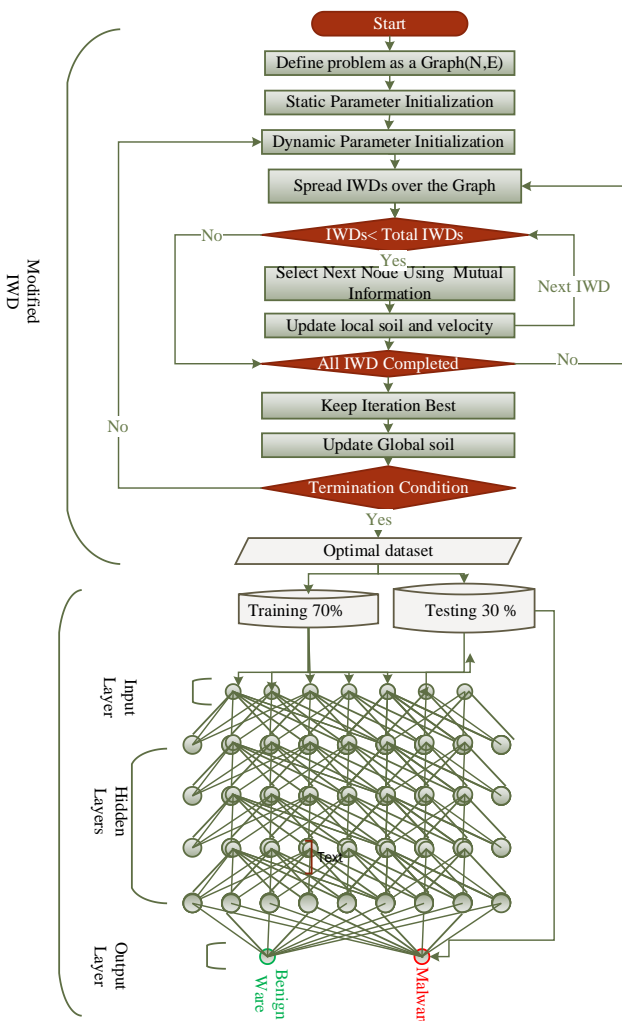 Start
Define problem as a Graph(N,E)
Static Parameter Initialization
Dynamic Parameter Initialization
Spread IWDs over the Graph
No
IWDs< Total IWDs
Yes
Select Next Node Using Mutual
Information
Next IWD
Update local soil and velocity
All IWD Completed
No
Keep Iteration Best
No
Update Global soil
Termination Condition
Yes
Modified
IWD
Optimal dataset
Training 70%
Testing 30 %
Input
Layer
Hidden
Layers
Text
Output
Layer
Benign
Ware
Malwar